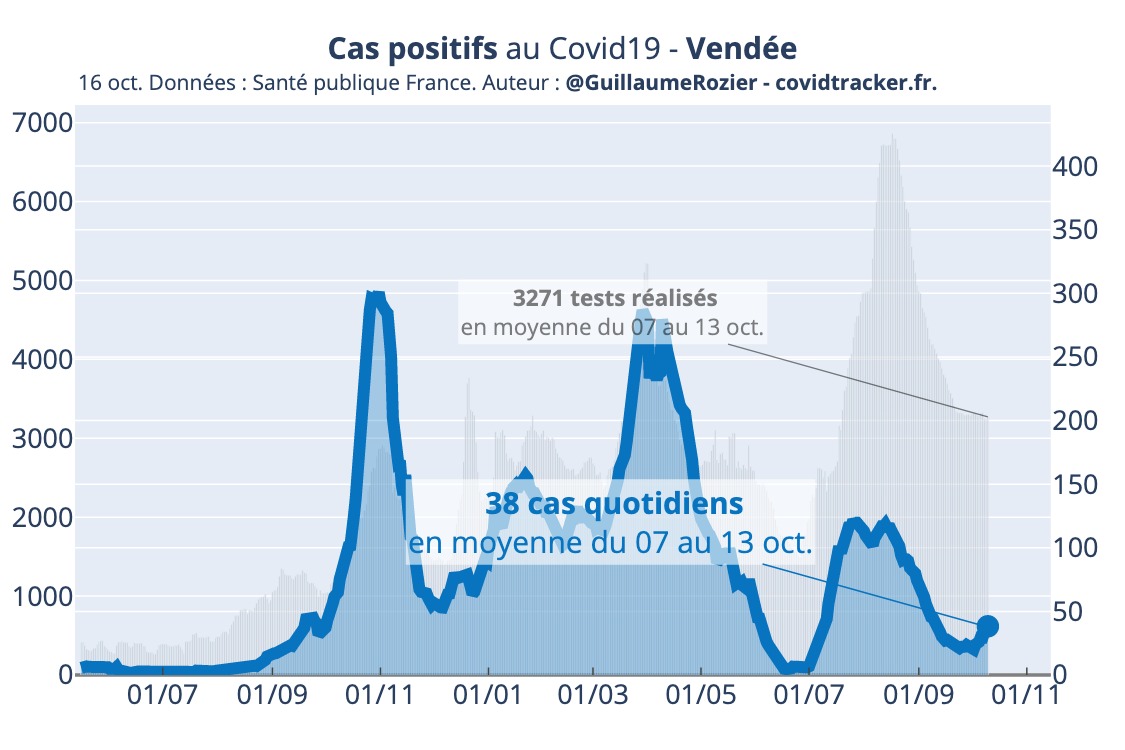 Cas positifs au Covid19 - Vendée
16 oct. Données : Santé publique France. Auteur : @GuillaumeRozier - covidtracker.fr.
7000
6000
5000
4000
3000
2000
1000
0
400
350
300
250
200
150
100
50
0
3271 tests réalisés
en moyenne du 07 au 13 oct.
38 cas quotidiens
en moyenne du 07 au 13 oct.
01/07 01/09 01/11 01/01 01/03 01/05 01/07 01/09 01/11